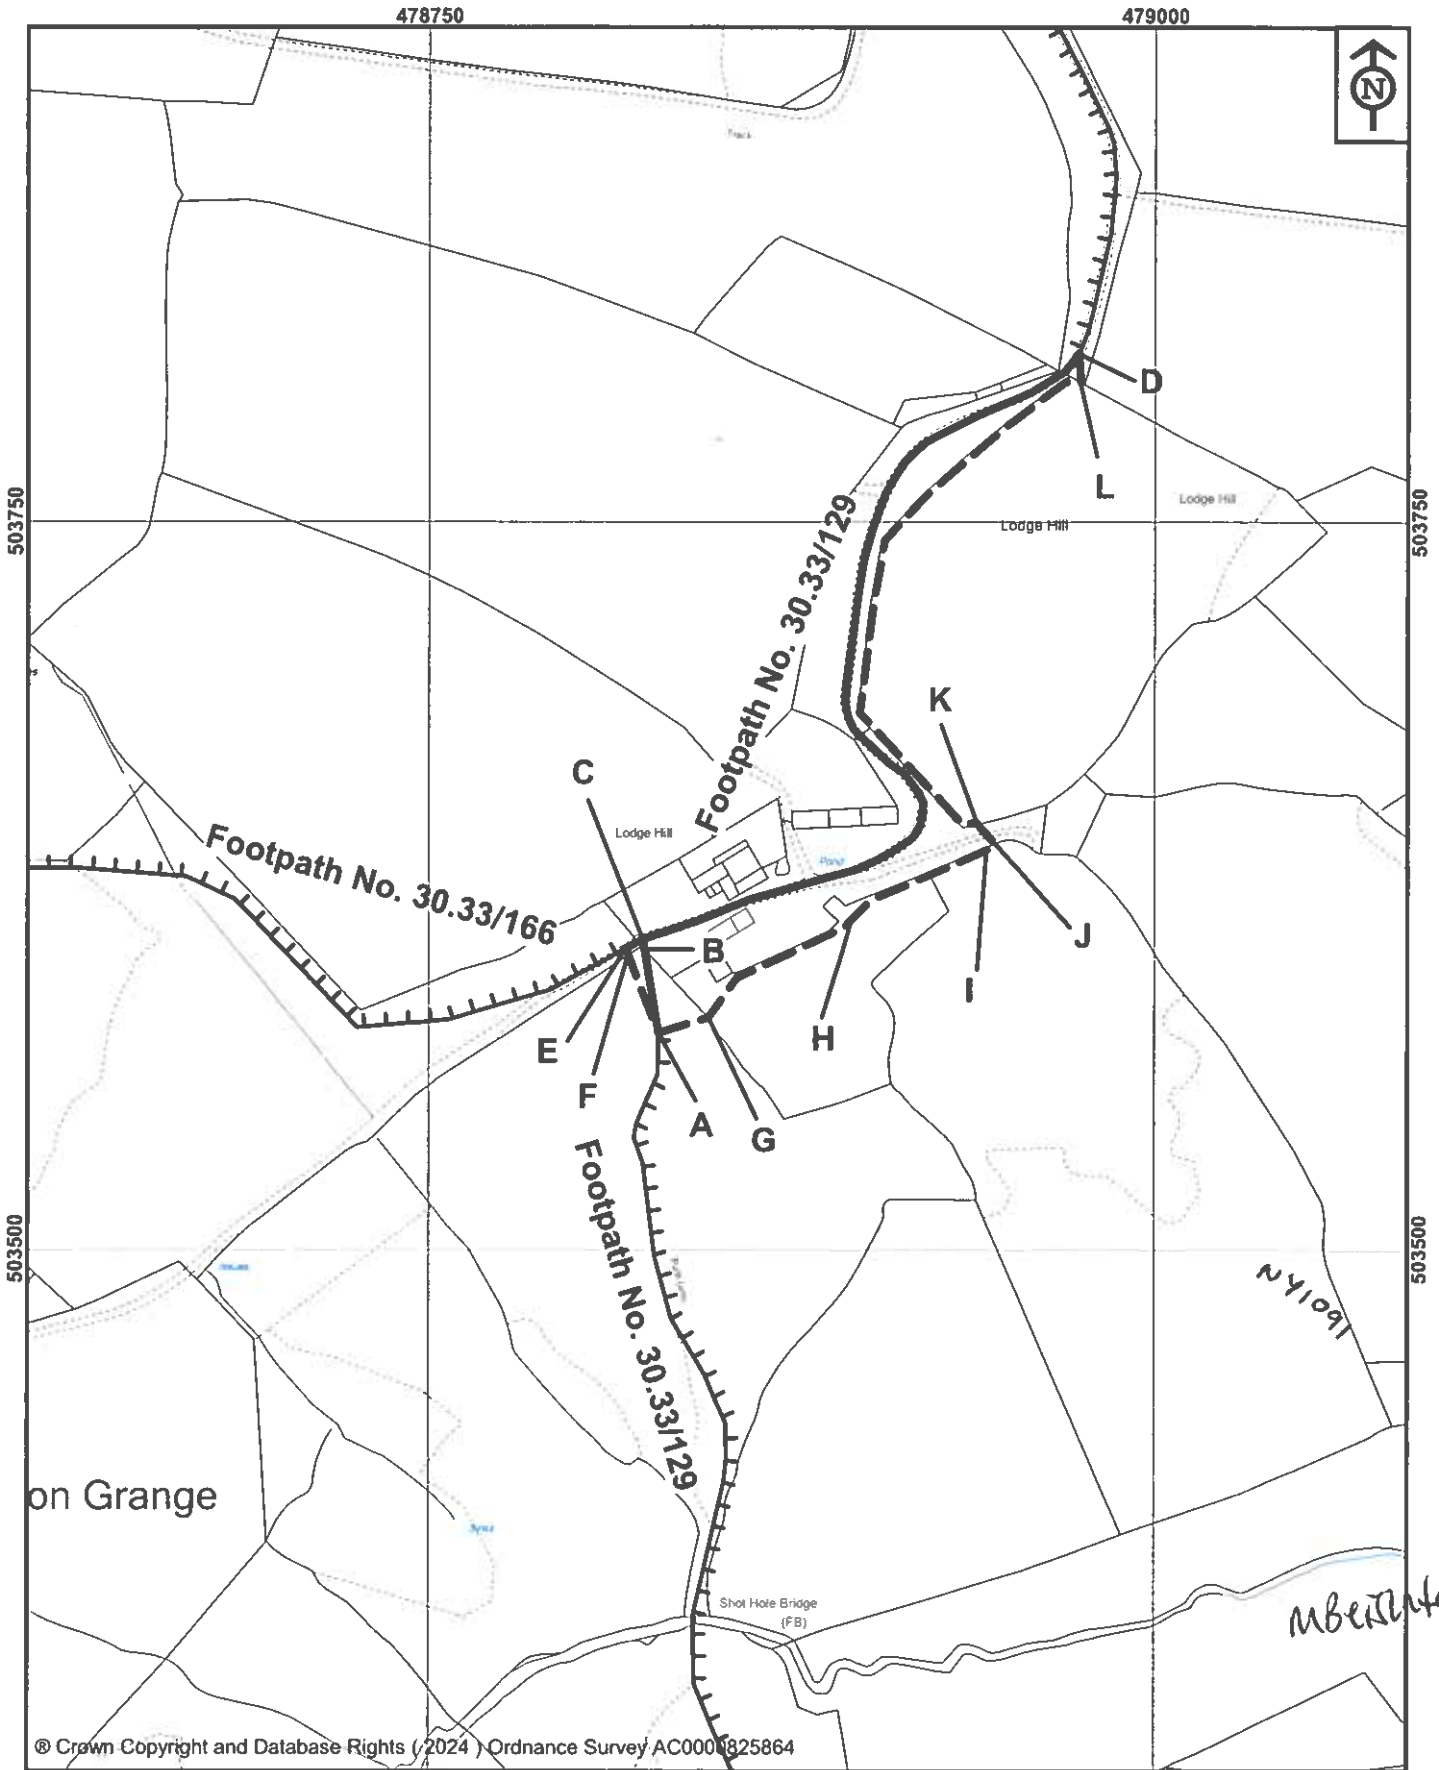 478750
479000
N
Track
D
L
503750
503750
Lodge Hill
Lodge Hill
Footpath No. 30.33/129
K
C
Lodge Hill
Footpath No. 30.33/166
Pond
B
J
I
E
H
F
A
G
Footpath No. 30.33/129
503500
503500
NY1091
on Grange
Shot Hole Bridge
(FB)
® Crown Copyright and Database Rights ( 2024 ) Ordnance Survey AC0000825864